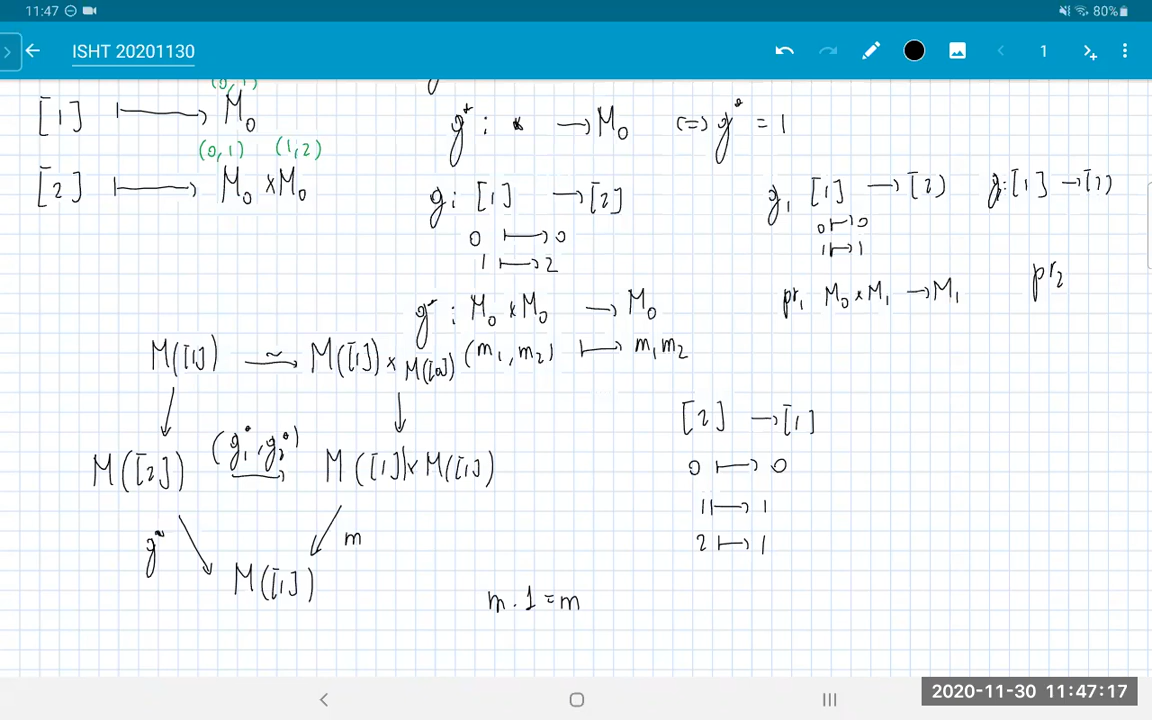 11:47 80%
ISHT 20201130
1
(0,1)
[1] ⟼ M₀
g* : * → M₀ (=) g* = 1
(0,1) (1,2)
[2] ⟼ M₀ × M₀
g: [1] → [2]
0 ⟼ 0
1 ⟼ 2
g₁ [1] → [2]
0 ↦ 0
1 ↦ 1
g: [1] → [2]
g* : M₀ × M₀ → M₀
(m₁, m₂) ⟼ m₁m₂
pr₁ M₀ × M₁ → M₁
pr₂
M([1]) ⥲ M([1]) × M([0])
M([2]) (g₁*, g₂*) M([1]) × M([1])
g* m
M([1])
[2] → [1]
0 ⟼ 0
1 ⟼ 1
2 ⟼ 1
m · 1 = m
2020-11-30 11:47:17